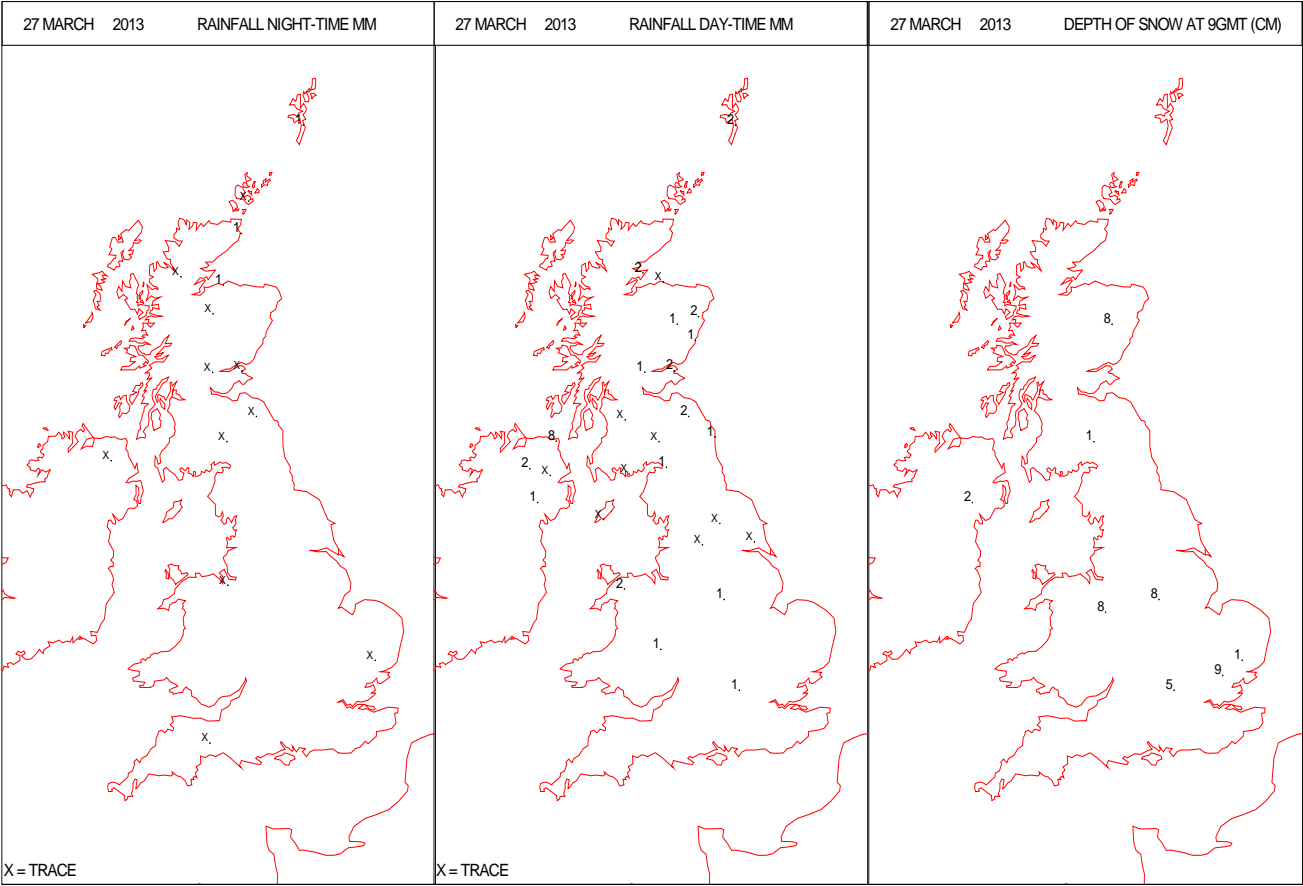 27 MARCH 2013 RAINFALL NIGHT-TIME MM
1.
X.
1.
X.
1.
X.
X.
X.
X.
X.
X.
X.
X.
X.
X = TRACE
27 MARCH 2013 RAINFALL DAY-TIME MM
2.
2.
X.
2.
1.
1.
1.
2.
X.
2.
1.
8.
X.
2.
X.
X.
1.
1.
X.
X.
X.
X.
2.
1.
1.
1.
X = TRACE
27 MARCH 2013 DEPTH OF SNOW AT 9GMT (CM)
8.
1.
2.
8.
8.
1.
9.
5.